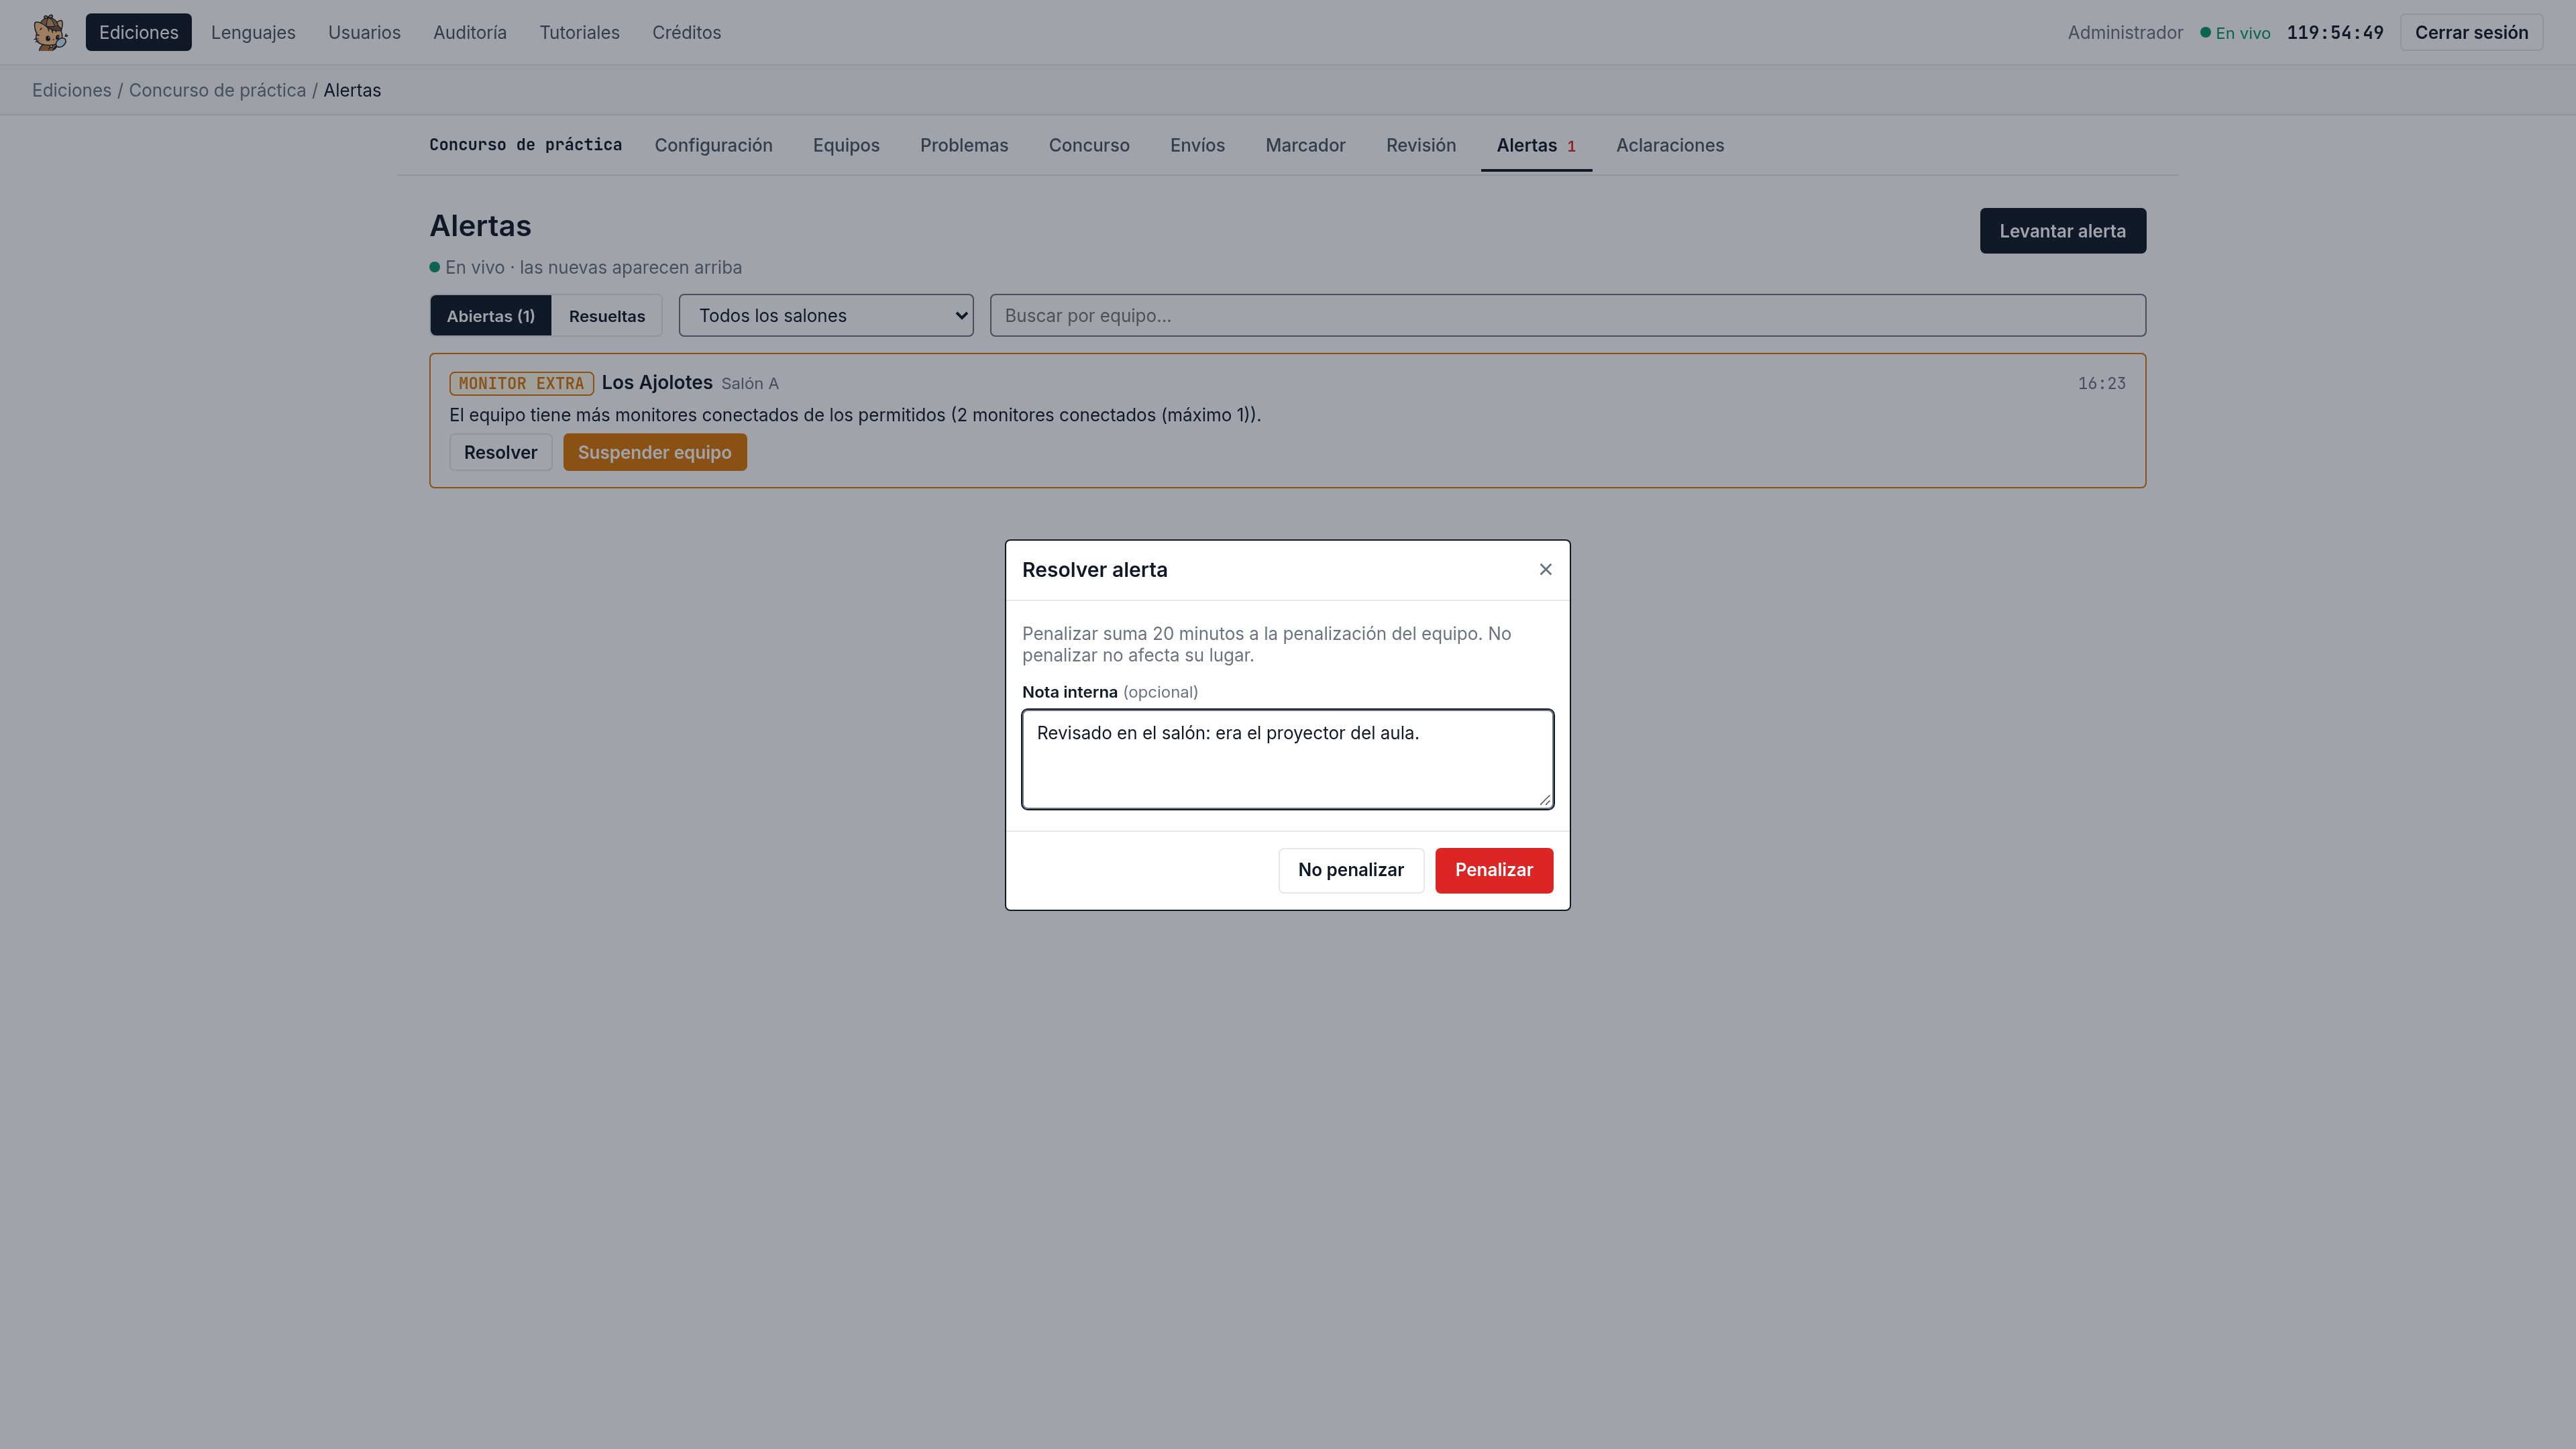 Ediciones Lenguajes Usuarios Auditoría Tutoriales Créditos Administrador En vivo 119:54:49 Cerrar sesión
Ediciones / Concurso de práctica / Alertas
Concurso de práctica Configuración Equipos Problemas Concurso Envíos Marcador Revisión Alertas 1 Aclaraciones
Alertas
Levantar alerta
En vivo · las nuevas aparecen arriba
Abiertas (1) Resueltas Todos los salones Buscar por equipo...
MONITOR EXTRA Los Ajolotes Salón A 16:23
El equipo tiene más monitores conectados de los permitidos (2 monitores conectados (máximo 1)).
Resolver Suspender equipo
Resolver alerta ×
Penalizar suma 20 minutos a la penalización del equipo. No
penalizar no afecta su lugar.
Nota interna (opcional)
Revisado en el salón: era el proyector del aula.
No penalizar Penalizar